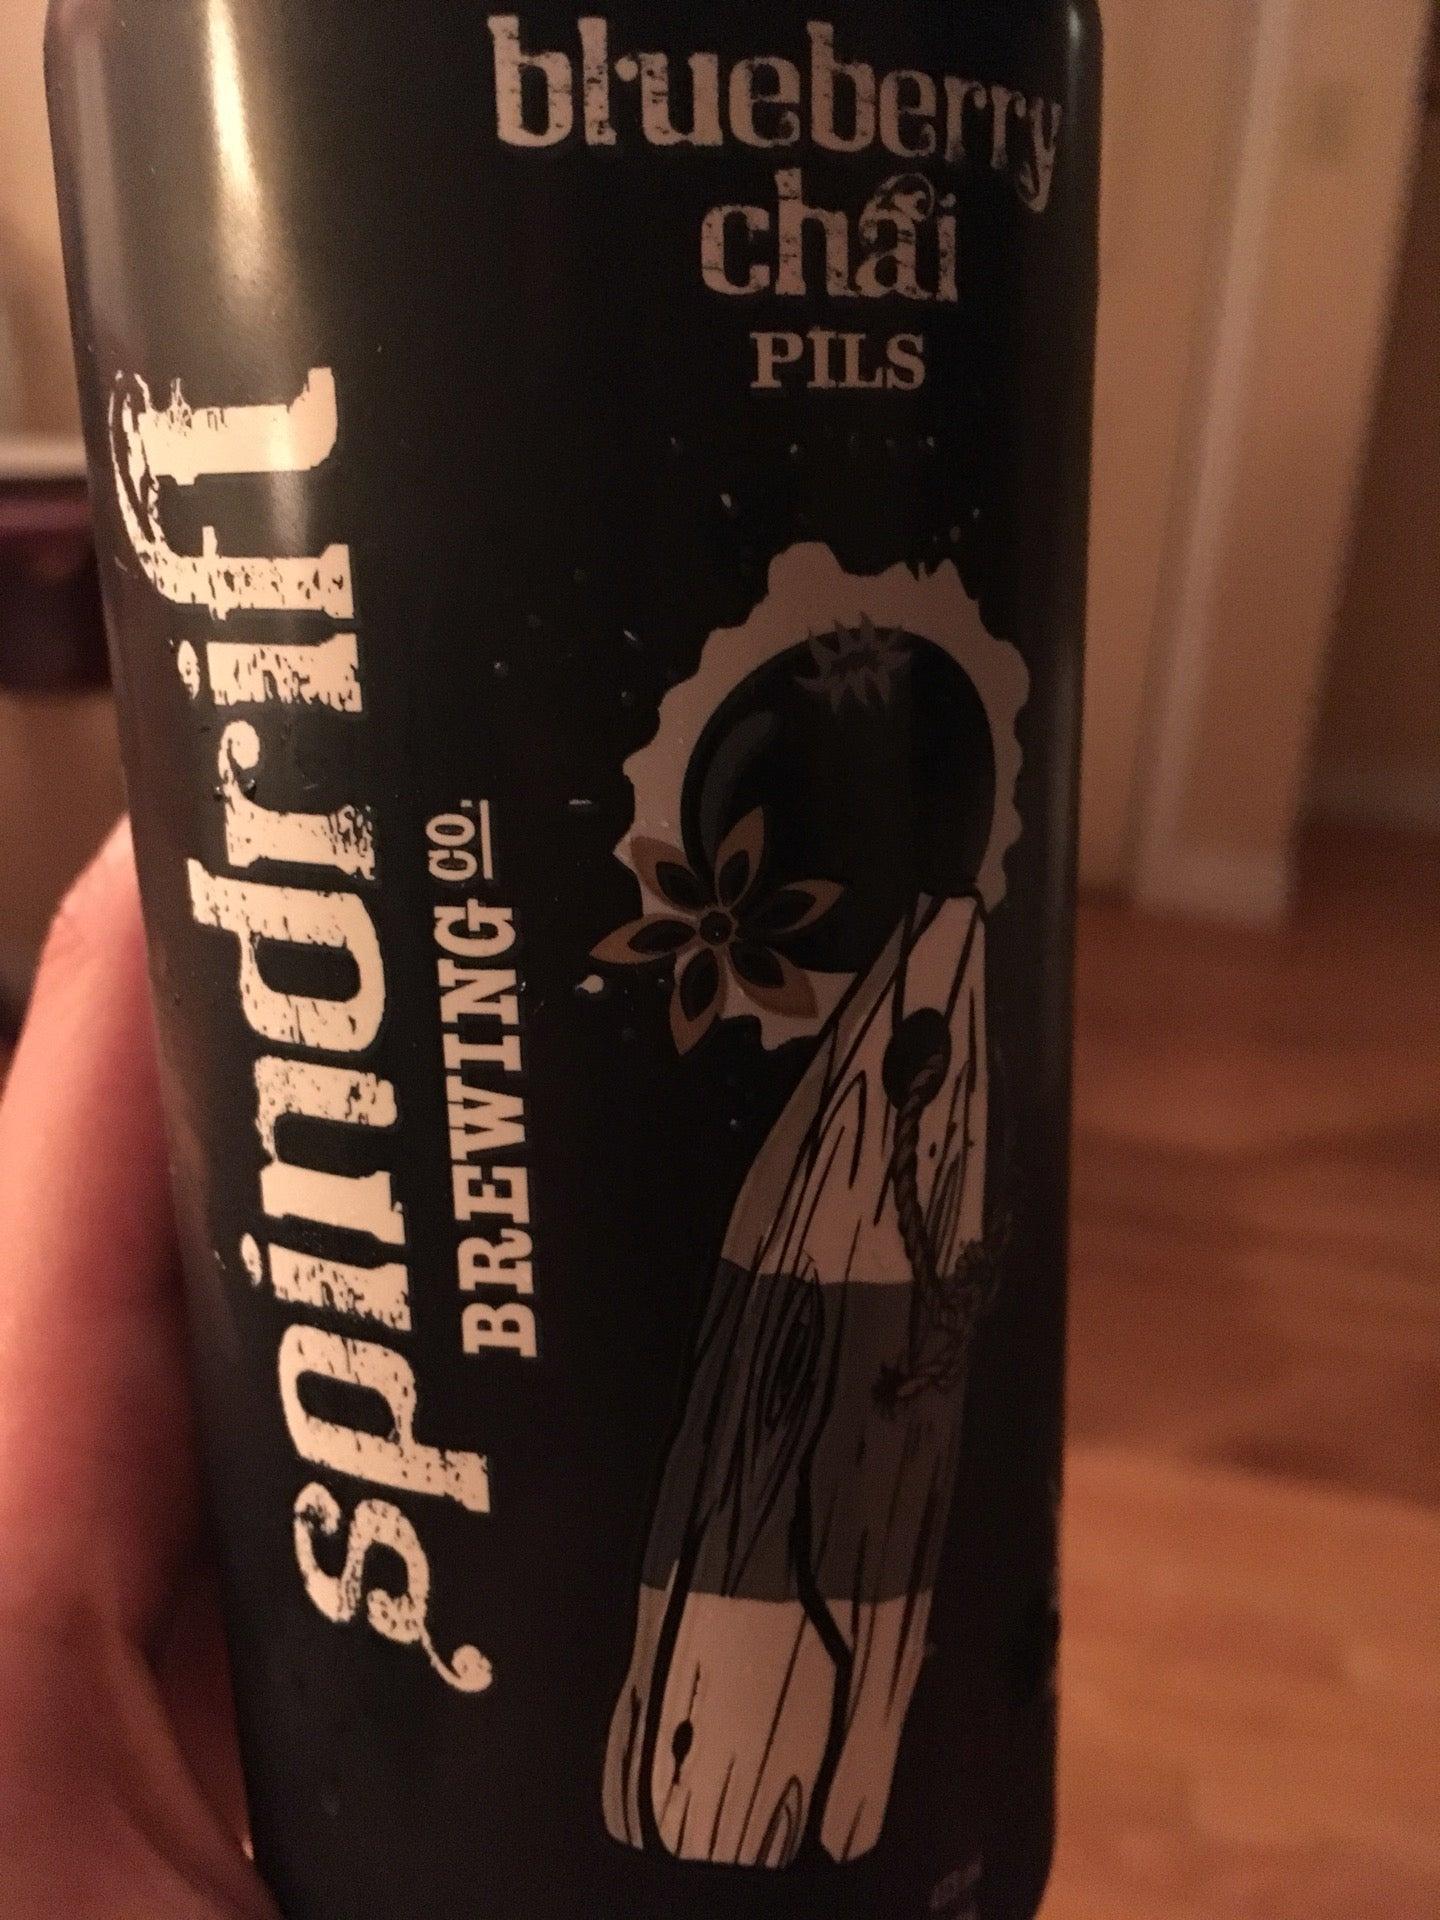 blueberry
chai
PILS
spindrift
BREWING CO.